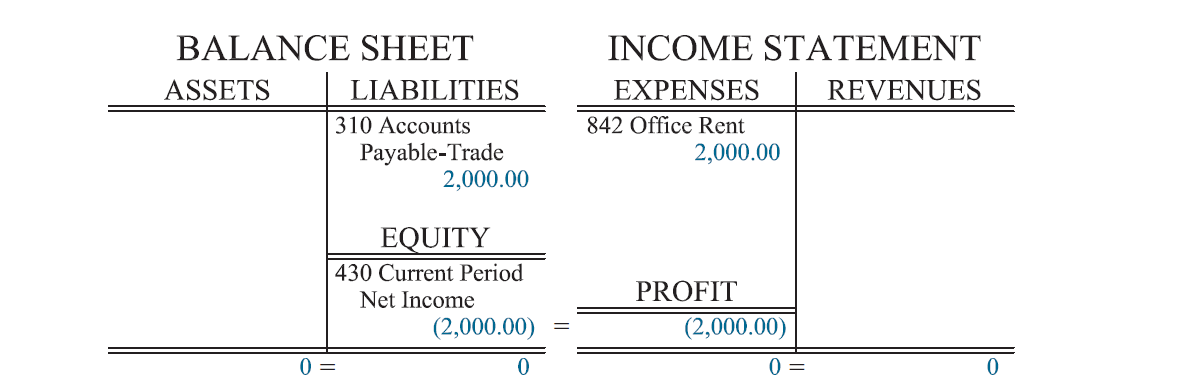 BALANCE SHEET
ASSETS
LIABILITIES
310 Accounts
Payable-Trade
2,000.00
EQUITY
430 Current Period
Net Income
(2,000.00)
0 =
0
=
INCOME STATEMENT
EXPENSES
REVENUES
842 Office Rent
2,000.00
PROFIT
(2,000.00)
0 =
0